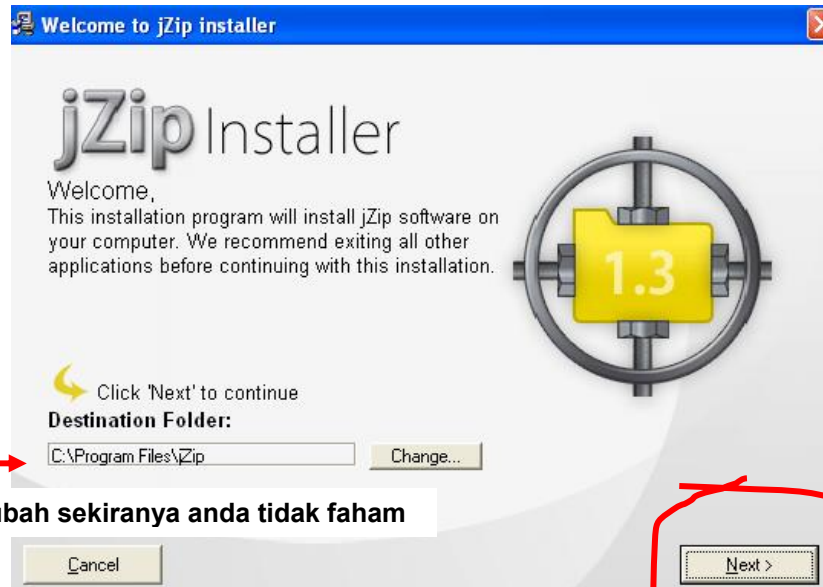 Welcome to jZip installer
jZip Installer
Welcome,
This installation program will install jZip software on
your computer. We recommend exiting all other
applications before continuing with this installation.
1.3
Click 'Next' to continue
Destination Folder:
C:\Program Files\jZip
Change...
ubah sekiranya anda tidak faham
Cancel
Next >